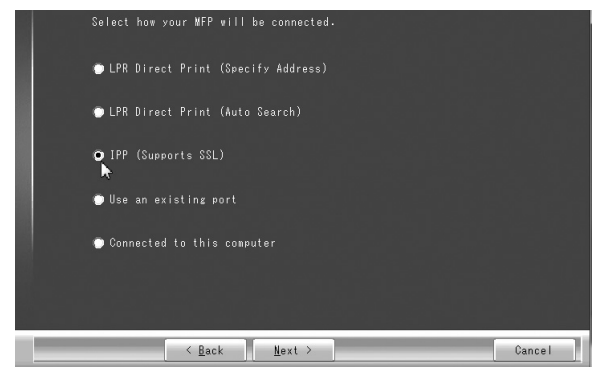 Select how your MFP will be connected.
LPR Direct Print (Specify Address)
LPR Direct Print (Auto Search)
IPP (Supports SSL)
Use an existing port
Connected to this computer
< Back Next > Cancel